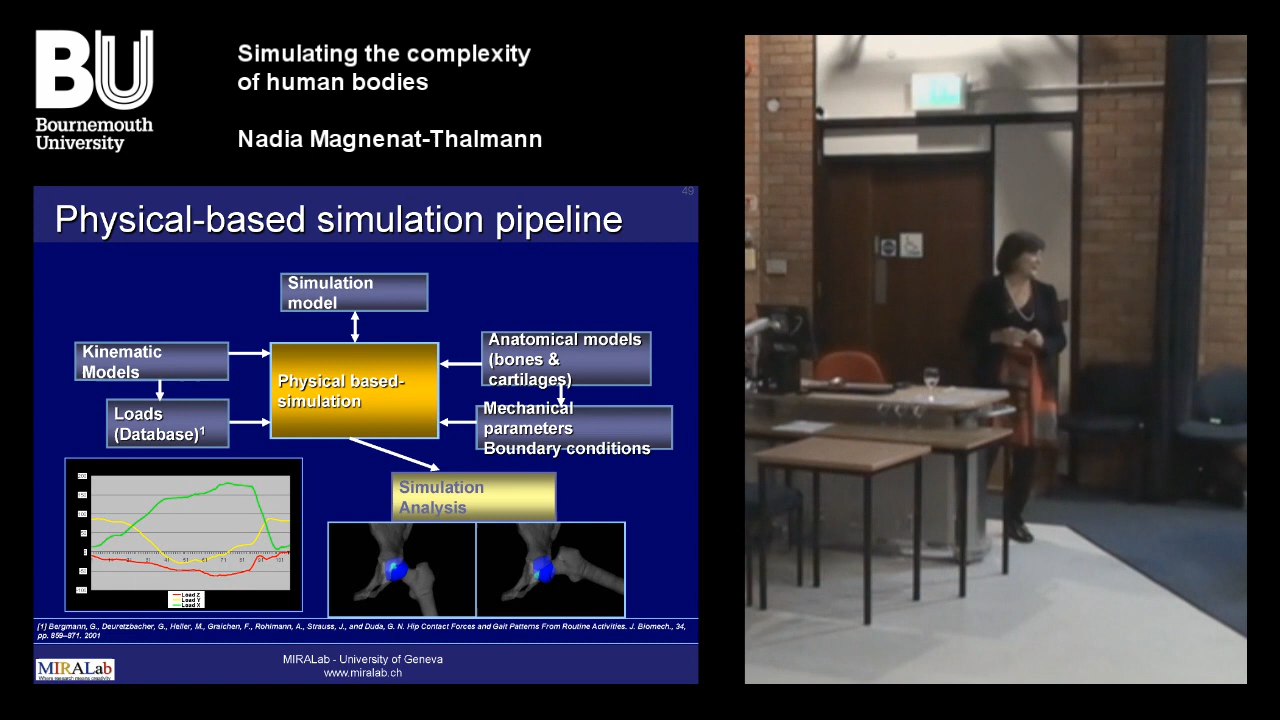 BU
Bournemouth
University
Simulating the complexity
of human bodies
Nadia Magnenat-Thalmann
49
Physical-based simulation pipeline
Simulation
model
Kinematic
Models
Loads
(Database)1
Physical based-
simulation
Anatomical models
(bones &
cartilages)
Mechanical
parameters
Boundary conditions
Simulation
Analysis
Load Z
Load Y
Load X
[1] Bergmann, G., Deuretzbacher, G., Heller, M., Graichen, F., Rohlmann, A., Strauss, J., and Duda, G. N. Hip Contact Forces and Gait Patterns From Routine Activities. J. Biomech., 34,
pp. 859–871. 2001
MIRALab
MIRALab - University of Geneva
www.miralab.ch